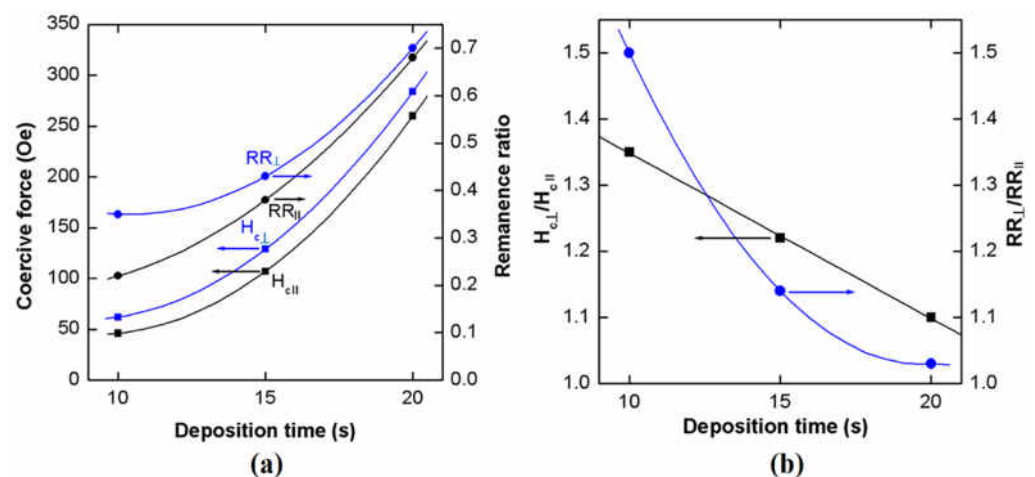 350
300
250
200
150
100
50
0
Coercive force (Oe)
0.7
0.6
0.5
0.4
0.3
0.2
0.1
0.0
Remanence ratio
RR⊥
RR||
Hc⊥
Hc||
10 15 20
Deposition time (s)
(a)
1.5
1.4
1.3
1.2
1.1
1.0
Hc⊥/Hc||
1.5
1.4
1.3
1.2
1.1
1.0
RR⊥/RR||
10 15 20
Deposition time (s)
(b)